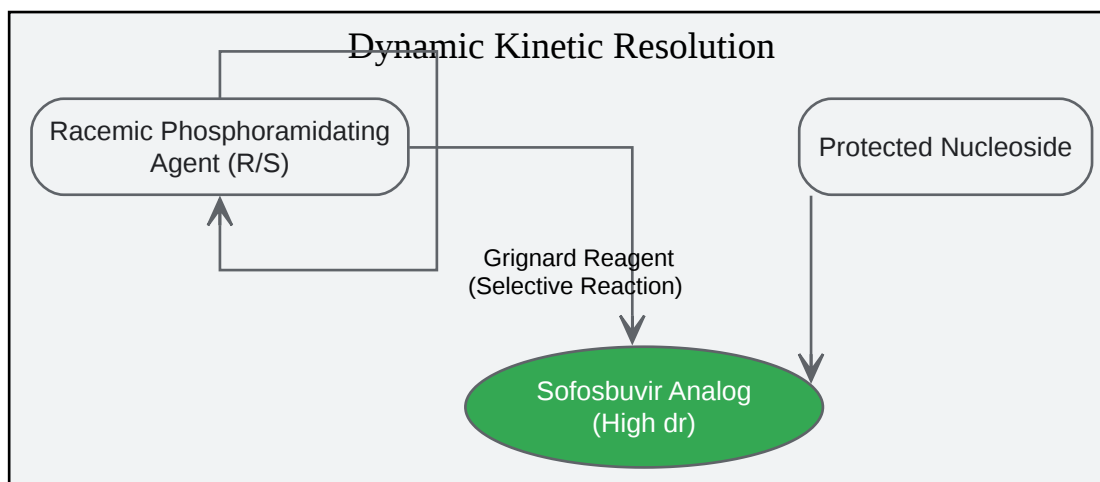 Dynamic Kinetic Resolution
Racemic Phosphoramidating
Agent (R/S)
Protected Nucleoside
Grignard Reagent
(Selective Reaction)
Sofosbuvir Analog
(High dr)